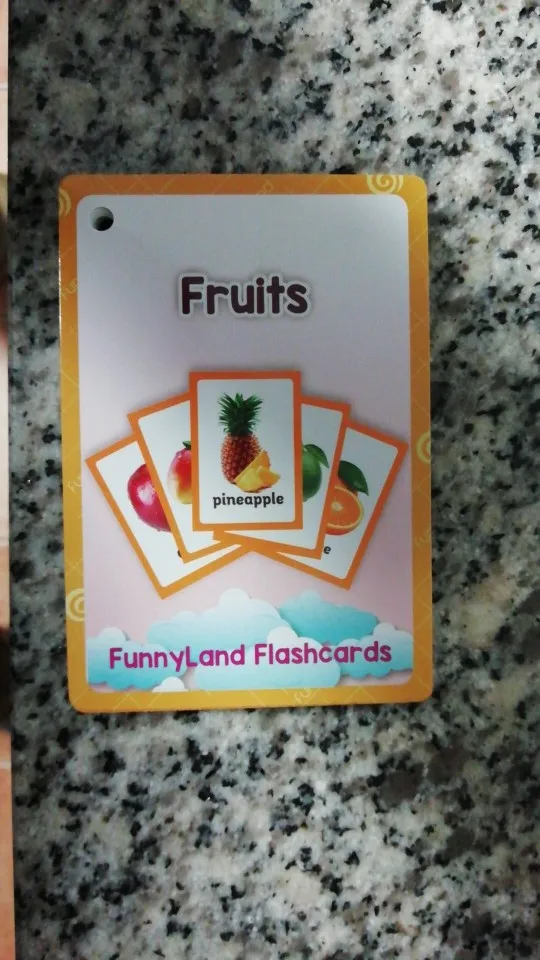 Fruits
pineapple
e
FunnyLand Flashcards